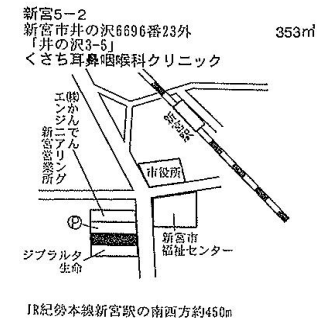 新宮5-2
新宮市井の沢6696番23外 353㎡
「井の沢3-6」
くさち耳鼻咽喉科クリニック
新宮駅
㈱かんでん
エンジニアリング
新宮営業所
市役所
Ⓟ
新宮市
福祉センター
ジブラルタ
生命
JR紀勢本線新宮駅の南西方約450m